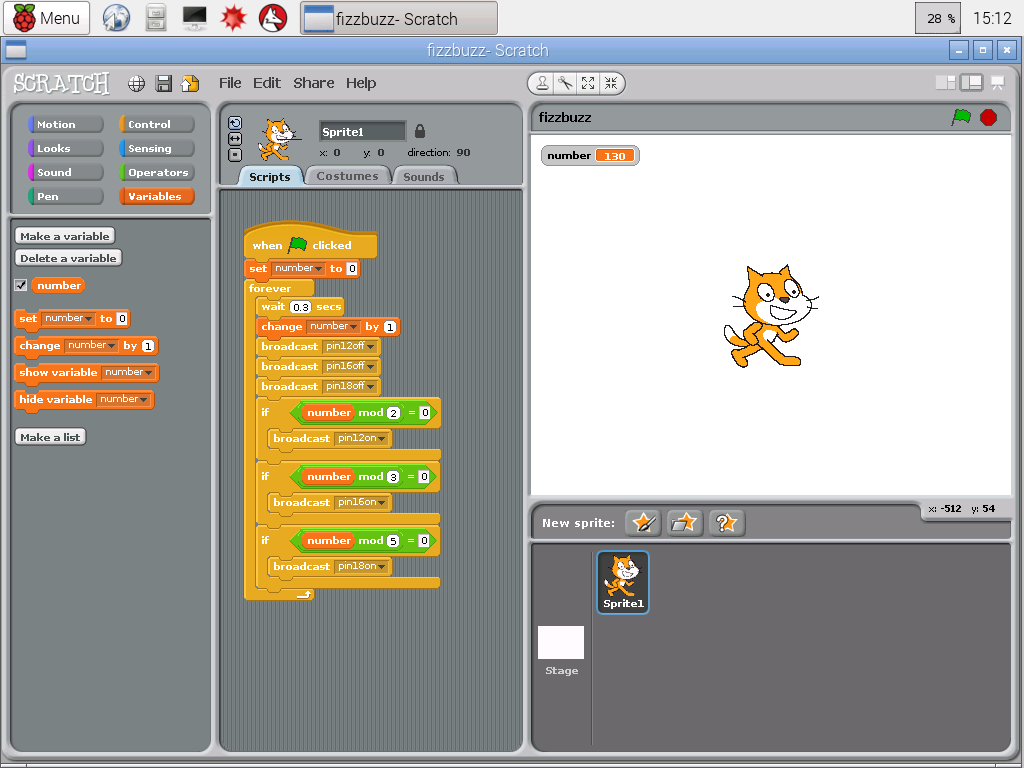 Menu
fizzbuzz- Scratch
28 %
15:12
fizzbuzz- Scratch
SCRATCH
File Edit Share Help
Motion
Control
Looks
Sensing
Sound
Operators
Pen
Variables
Make a variable
Delete a variable
number
set number to 0
change number by 1
show variable number
hide variable number
Make a list
Sprite1
x: 0 y: 0 direction: 90
Scripts
Costumes
Sounds
when clicked
set number to 0
forever
wait 0.3 secs
change number by 1
broadcast pin12off
broadcast pin16off
broadcast pin18off
if number mod 2 = 0
broadcast pin12on
if number mod 3 = 0
broadcast pin16on
if number mod 5 = 0
broadcast pin18on
fizzbuzz
number 130
x: -512 y: 54
New sprite:
Sprite1
Stage